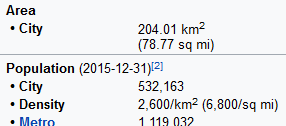 Area
• City 204.01 km2
(78.77 sq mi)
Population (2015-12-31)[2]
• City 532,163
• Density 2,600/km2 (6,800/sq mi)
• Metro 1,119,032